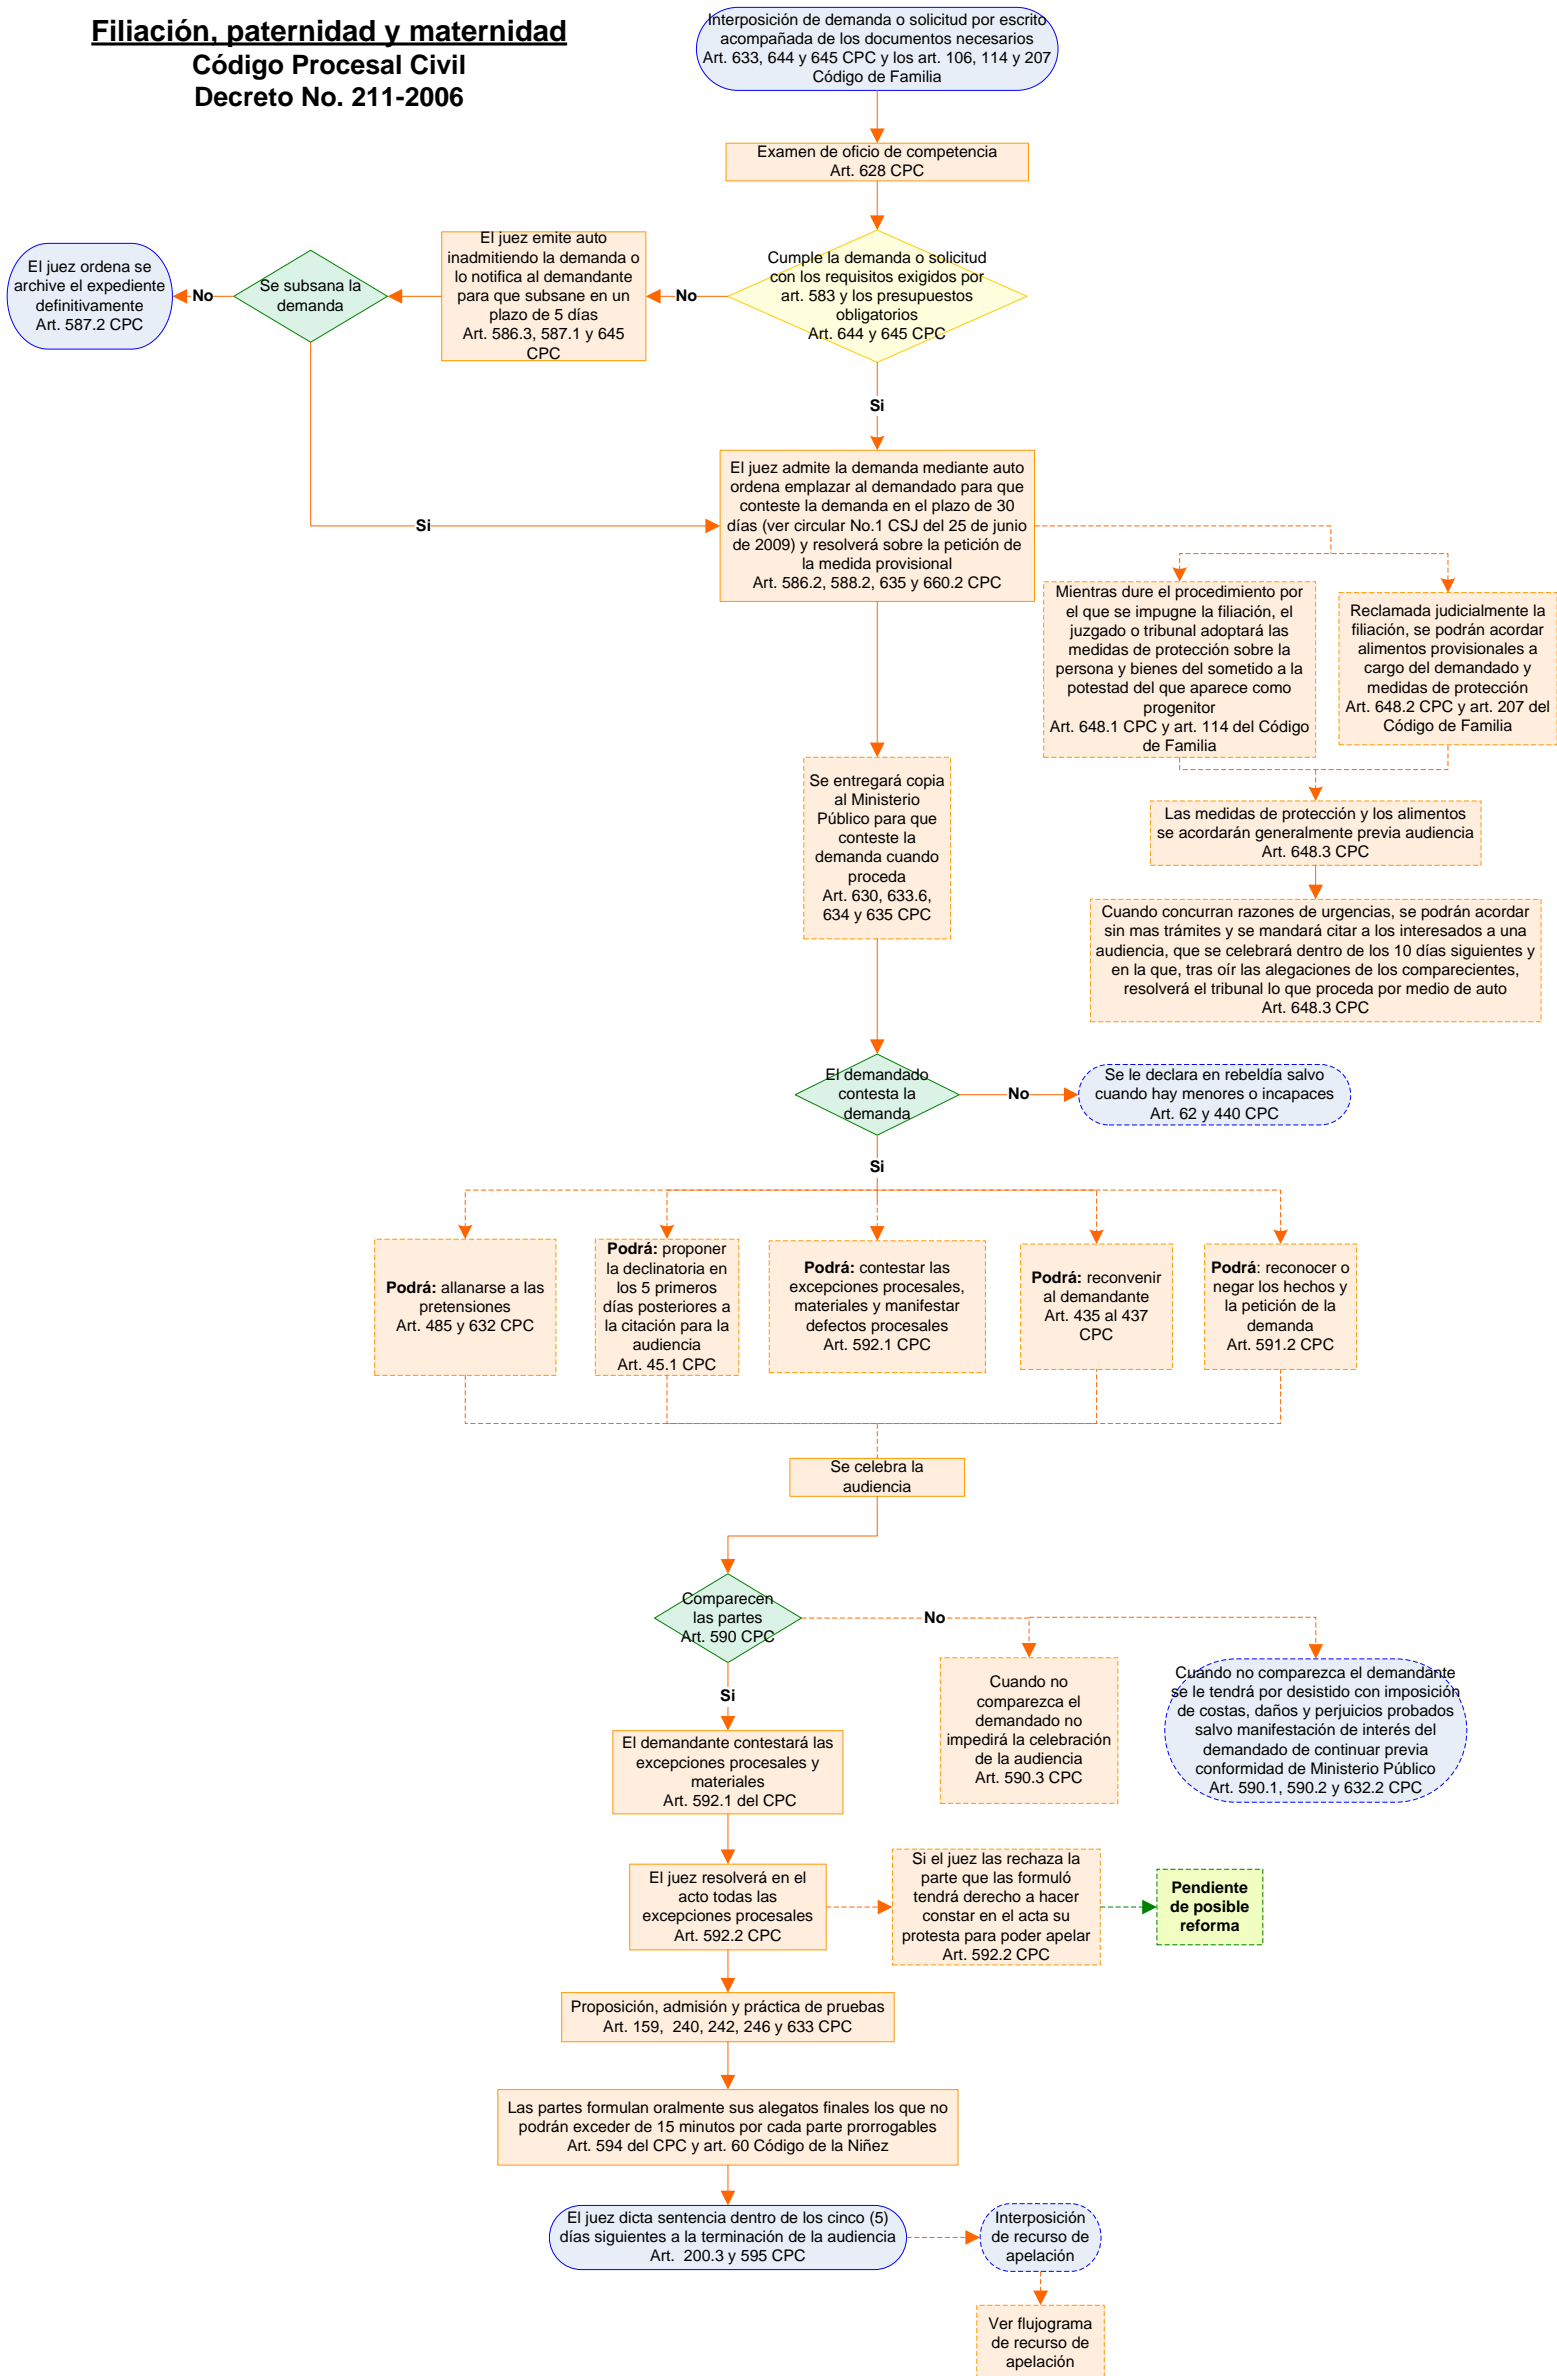 Filiación, paternidad y maternidad
Código Procesal Civil
Decreto No. 211-2006
Interposición de demanda o solicitud por escrito
acompañada de los documentos necesarios
Art. 633, 644 y 645 CPC y los art. 106, 114 y 207
Código de Familia
Examen de oficio de competencia
Art. 628 CPC
Cumple la demanda o solicitud
con los requisitos exigidos por
art. 583 y los presupuestos
obligatorios
Art. 644 y 645 CPC
No
El juez emite auto
inadmitiendo la demanda o
lo notifica al demandante
para que subsane en un
plazo de 5 días
Art. 586.3, 587.1 y 645
CPC
Se subsana la
demanda
No
El juez ordena se
archive el expediente
definitivamente
Art. 587.2 CPC
Si
Si
El juez admite la demanda mediante auto
ordena emplazar al demandado para que
conteste la demanda en el plazo de 30
días (ver circular No.1 CSJ del 25 de junio
de 2009) y resolverá sobre la petición de
la medida provisional
Art. 586.2, 588.2, 635 y 660.2 CPC
Mientras dure el procedimiento por
el que se impugne la filiación, el
juzgado o tribunal adoptará las
medidas de protección sobre la
persona y bienes del sometido a la
potestad del que aparece como
progenitor
Art. 648.1 CPC y art. 114 del Código
de Familia
Reclamada judicialmente la
filiación, se podrán acordar
alimentos provisionales a
cargo del demandado y
medidas de protección
Art. 648.2 CPC y art. 207 del
Código de Familia
Las medidas de protección y los alimentos
se acordarán generalmente previa audiencia
Art. 648.3 CPC
Cuando concurran razones de urgencias, se podrán acordar
sin mas trámites y se mandará citar a los interesados a una
audiencia, que se celebrará dentro de los 10 días siguientes y
en la que, tras oír las alegaciones de los comparecientes,
resolverá el tribunal lo que proceda por medio de auto
Art. 648.3 CPC
Se entregará copia
al Ministerio
Público para que
conteste la
demanda cuando
proceda
Art. 630, 633.6,
634 y 635 CPC
El demandado
contesta la
demanda
No
Se le declara en rebeldía salvo
cuando hay menores o incapaces
Art. 62 y 440 CPC
Si
Podrá: allanarse a las
pretensiones
Art. 485 y 632 CPC
Podrá: proponer
la declinatoria en
los 5 primeros
días posteriores a
la citación para la
audiencia
Art. 45.1 CPC
Podrá: contestar las
excepciones procesales,
materiales y manifestar
defectos procesales
Art. 592.1 CPC
Podrá: reconvenir
al demandante
Art. 435 al 437
CPC
Podrá: reconocer o
negar los hechos y
la petición de la
demanda
Art. 591.2 CPC
Se celebra la
audiencia
Comparecen
las partes
Art. 590 CPC
No
Cuando no
comparezca el
demandado no
impedirá la celebración
de la audiencia
Art. 590.3 CPC
Cuándo no comparezca el demandante
se le tendrá por desistido con imposición
de costas, daños y perjuicios probados
salvo manifestación de interés del
demandado de continuar previa
conformidad de Ministerio Público
Art. 590.1, 590.2 y 632.2 CPC
Si
El demandante contestará las
excepciones procesales y
materiales
Art. 592.1 del CPC
El juez resolverá en el
acto todas las
excepciones procesales
Art. 592.2 CPC
Si el juez las rechaza la
parte que las formuló
tendrá derecho a hacer
constar en el acta su
protesta para poder apelar
Art. 592.2 CPC
Pendiente
de posible
reforma
Proposición, admisión y práctica de pruebas
Art. 159, 240, 242, 246 y 633 CPC
Las partes formulan oralmente sus alegatos finales los que no
podrán exceder de 15 minutos por cada parte prorrogables
Art. 594 del CPC y art. 60 Código de la Niñez
El juez dicta sentencia dentro de los cinco (5)
días siguientes a la terminación de la audiencia
Art. 200.3 y 595 CPC
Interposición
de recurso de
apelación
Ver flujograma
de recurso de
apelación